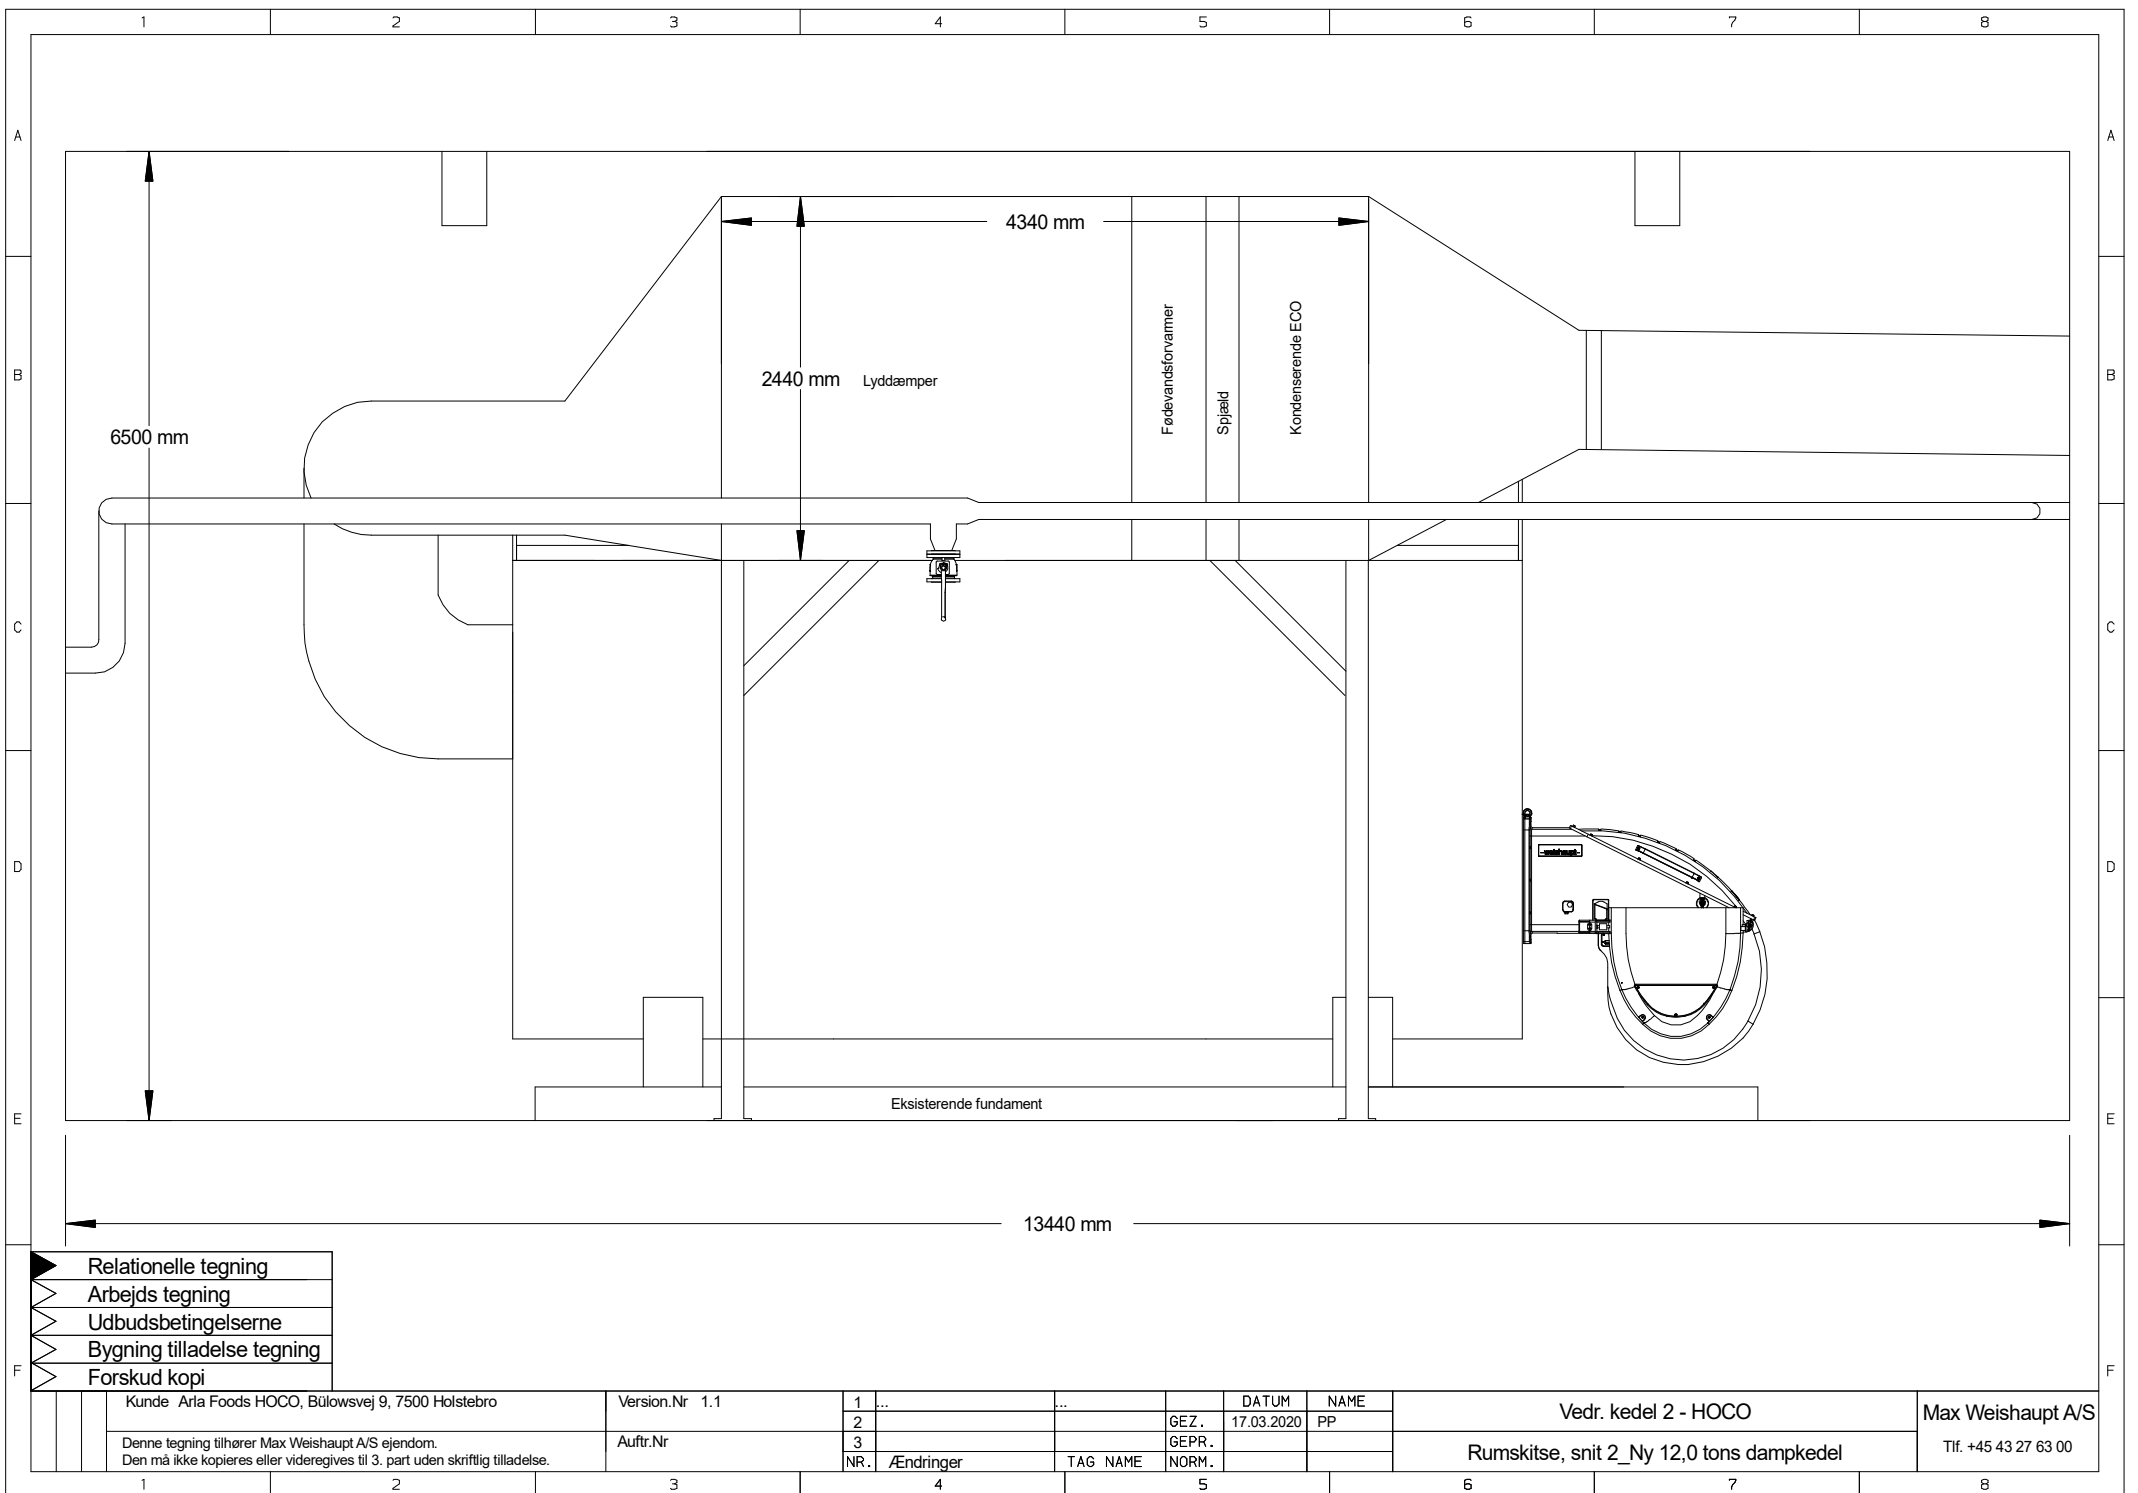 1 2 3 4 5 6 7 8
A A
4340 mm
Fødevandsforvarmer
Spjæld
Kondenserende ECO
2440 mm Lyddæmper
B B
6500 mm
C C
weishaupt
D D
Eksisterende fundament
E E
13440 mm
Relationelle tegning
Arbejds tegning
Udbudsbetingelserne
Bygning tilladelse tegning
F F
Forskud kopi
Kunde Arla Foods HOCO, Bülowsvej 9, 7500 Holstebro
Denne tegning tilhører Max Weishaupt A/S ejendom.
Den må ikke kopieres eller videregives til 3. part uden skriftlig tilladelse.
Version.Nr 1.1
Auftr.Nr
1 ... ... DATUM NAME
2 GEZ. 17.03.2020 PP
3 GEPR.
NR. Ændringer TAG NAME NORM.
Vedr. kedel 2 - HOCO
Rumskitse, snit 2_Ny 12,0 tons dampkedel
Max Weishaupt A/S
Tlf. +45 43 27 63 00
1 2 3 4 5 6 7 8